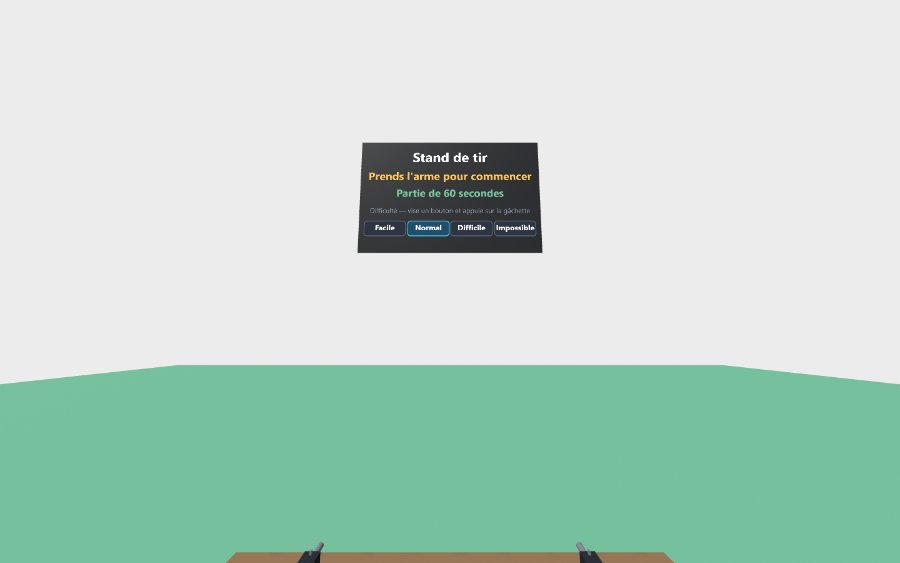 Stand de tir
Prends l'arme pour commencer
Partie de 60 secondes
Difficulté — vise un bouton et appuie sur la gâchette
Facile Normal Difficile Impossible